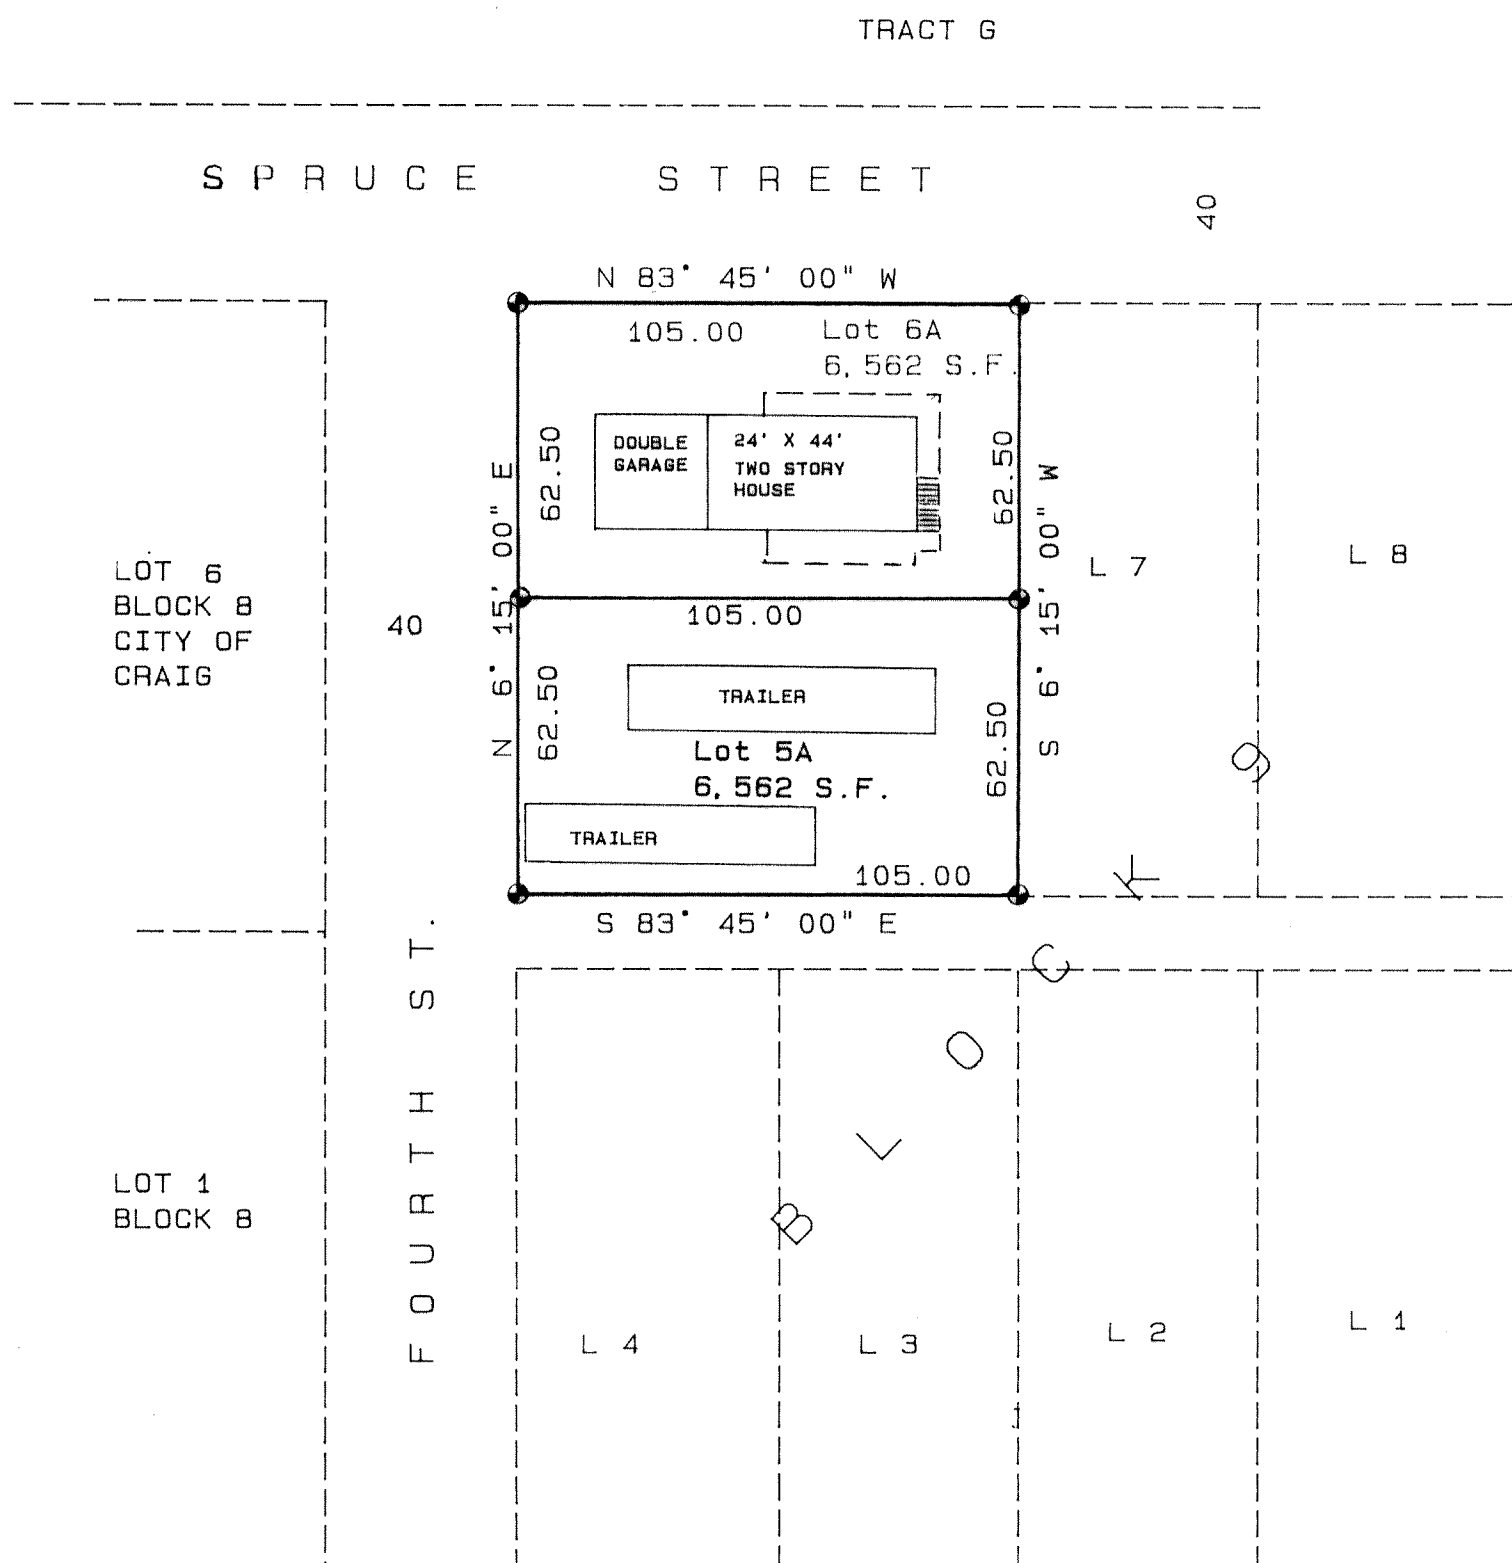 TRACT G
SPRUCE STREET
40
N 83° 45' 00" W
105.00
Lot 6A
6,562 S.F.
DOUBLE
GARAGE
24' X 44'
TWO STORY
HOUSE
62.50
62.50
N 6° 15' 00" E
S 6° 15' 00" W
L 7
L 8
LOT 6
BLOCK 8
CITY OF
CRAIG
40
105.00
TRAILER
62.50
62.50
Lot 5A
6,562 S.F.
TRAILER
105.00
S 83° 45' 00" E
FOURTH ST.
BLOCK 9
LOT 1
BLOCK 8
L 4
L 3
L 2
L 1